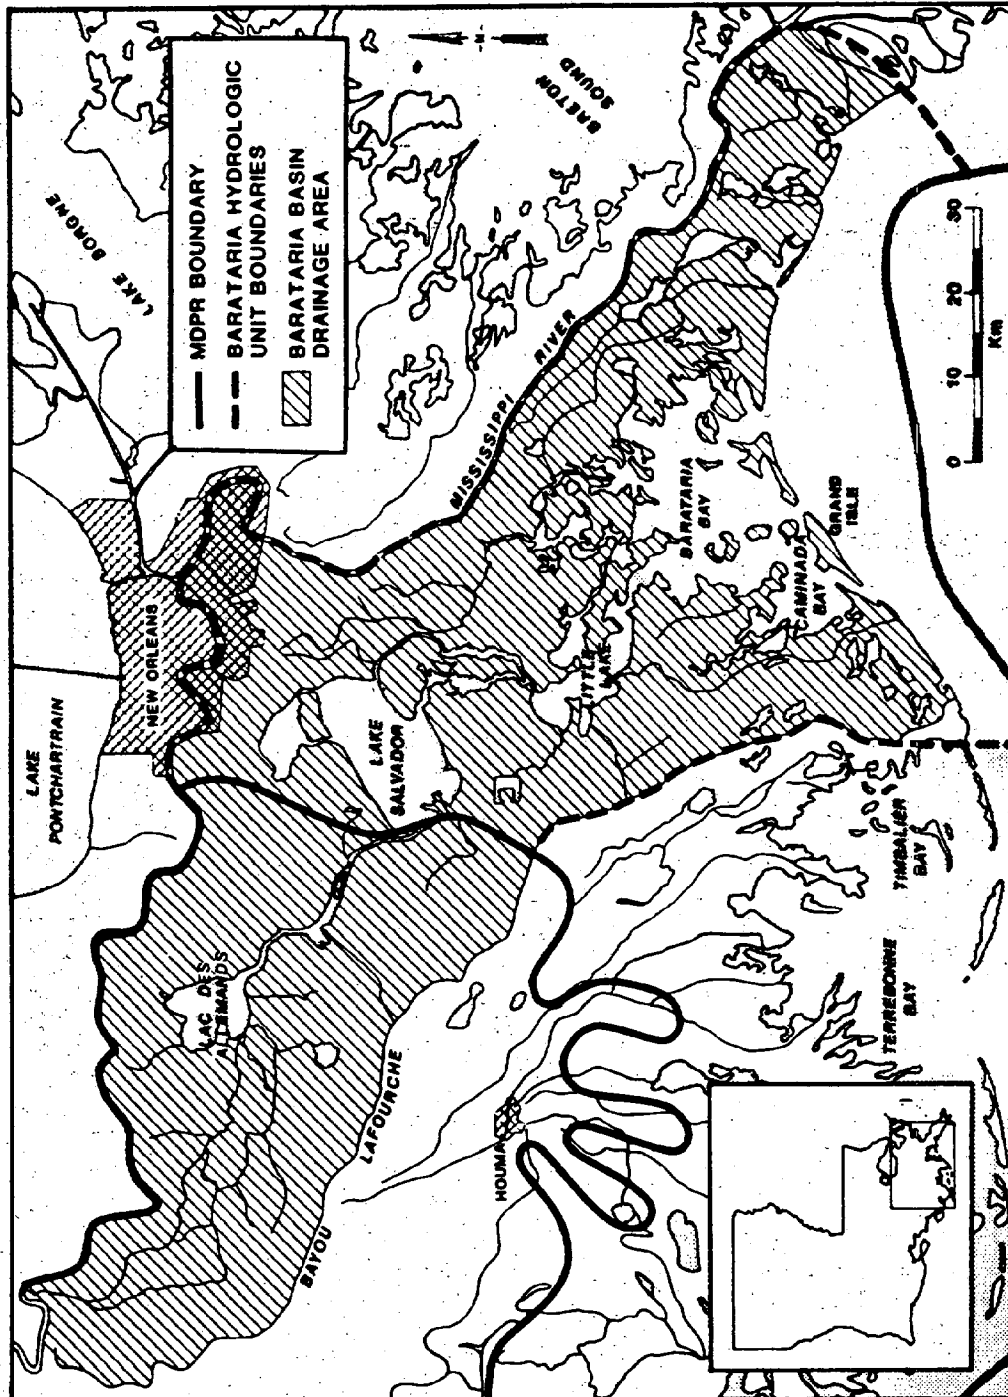 LAKE
PONTCHARTRAIN
NEW ORLEANS
LAKE BORGNE
MDPR BOUNDARY
BARATARIA HYDROLOGIC
UNIT BOUNDARIES
BARATARIA BASIN
DRAINAGE AREA
-N-
BRETON
SOUND
LAC DES
ALLEMANDS
LAKE
SALVADOR
MISSISSIPPI RIVER
BAYOU LAFOURCHE
LITTLE
LAKE
BARATARIA
BAY
HOUMA
CAMINADA
BAY
GRAND
ISLE
TERREBONNE
BAY
TIMBALIER
BAY
0 10 20 30
Km